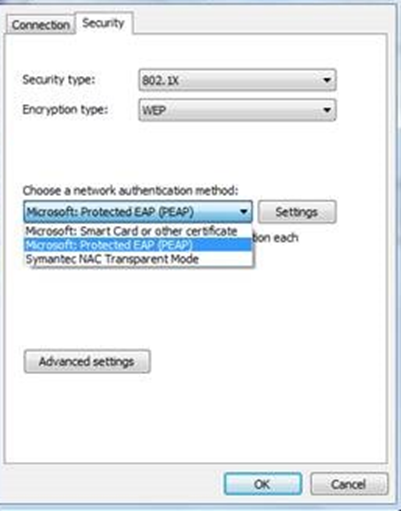 Connection Security
Security type: 802.1X
Encryption type: WEP
Choose a network authentication method:
Microsoft: Protected EAP (PEAP) Settings
Microsoft: Smart Card or other certificate
Microsoft: Protected EAP (PEAP) each
Symantec NAC Transparent Mode
Advanced settings
OK Cancel